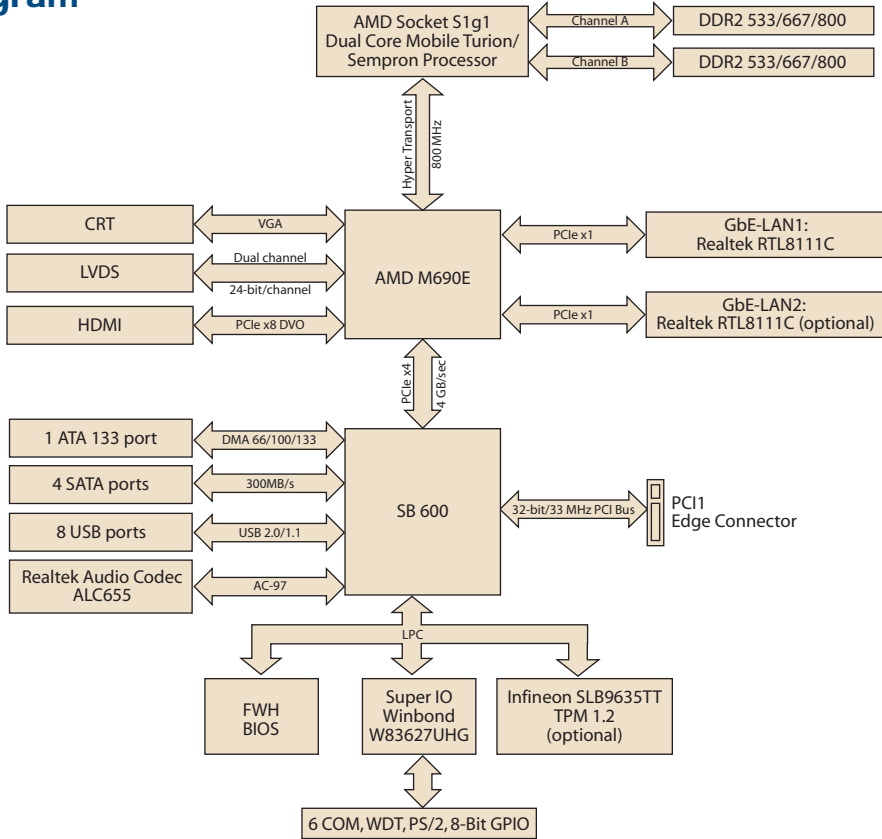 gram
AMD Socket S1g1
Dual Core Mobile Turion/
Sempron Processor
Channel A
DDR2 533/667/800
Channel B
DDR2 533/667/800
Hyper Transport
800 MHz
CRT
VGA
LVDS
Dual channel
24-bit/channel
HDMI
PCIe x8 DVO
AMD M690E
PCIe x1
GbE-LAN1:
Realtek RTL8111C
PCIe x1
GbE-LAN2:
Realtek RTL8111C (optional)
PCIe x4
4 GB/sec
1 ATA 133 port
DMA 66/100/133
4 SATA ports
300MB/s
8 USB ports
USB 2.0/1.1
Realtek Audio Codec
ALC655
AC-97
SB 600
32-bit/33 MHz PCI Bus
PCI1
Edge Connector
LPC
FWH
BIOS
Super IO
Winbond
W83627UHG
Infineon SLB9635TT
TPM 1.2
(optional)
6 COM, WDT, PS/2, 8-Bit GPIO